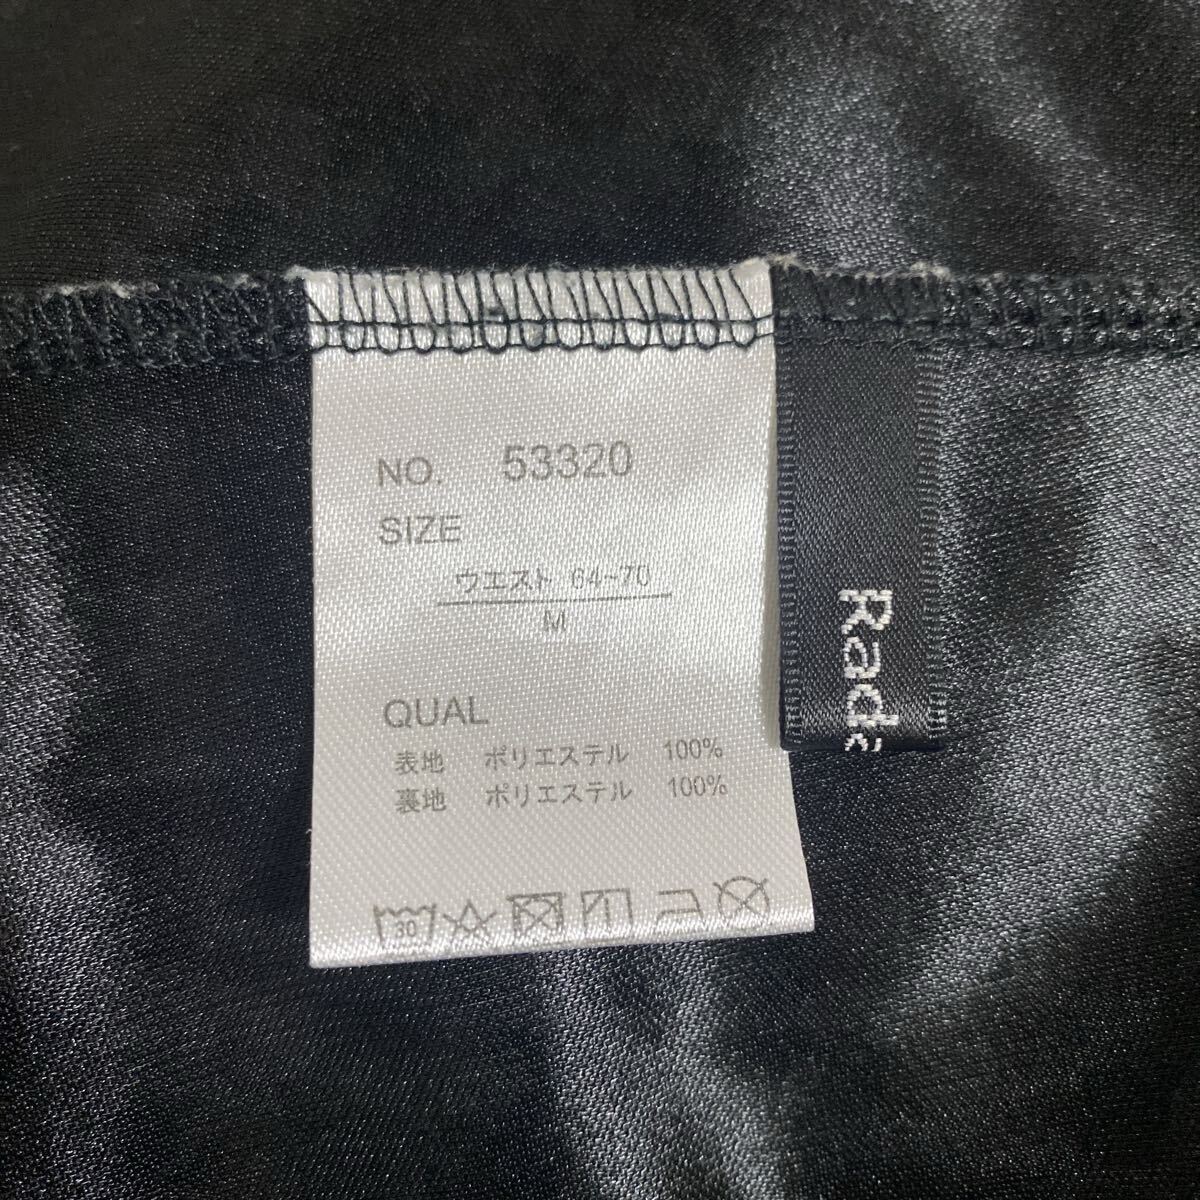 NO. 53320
SIZE
ウエスト 64~70
M
QUAL
表地 ポリエステル 100%
裏地 ポリエステル 100%
30